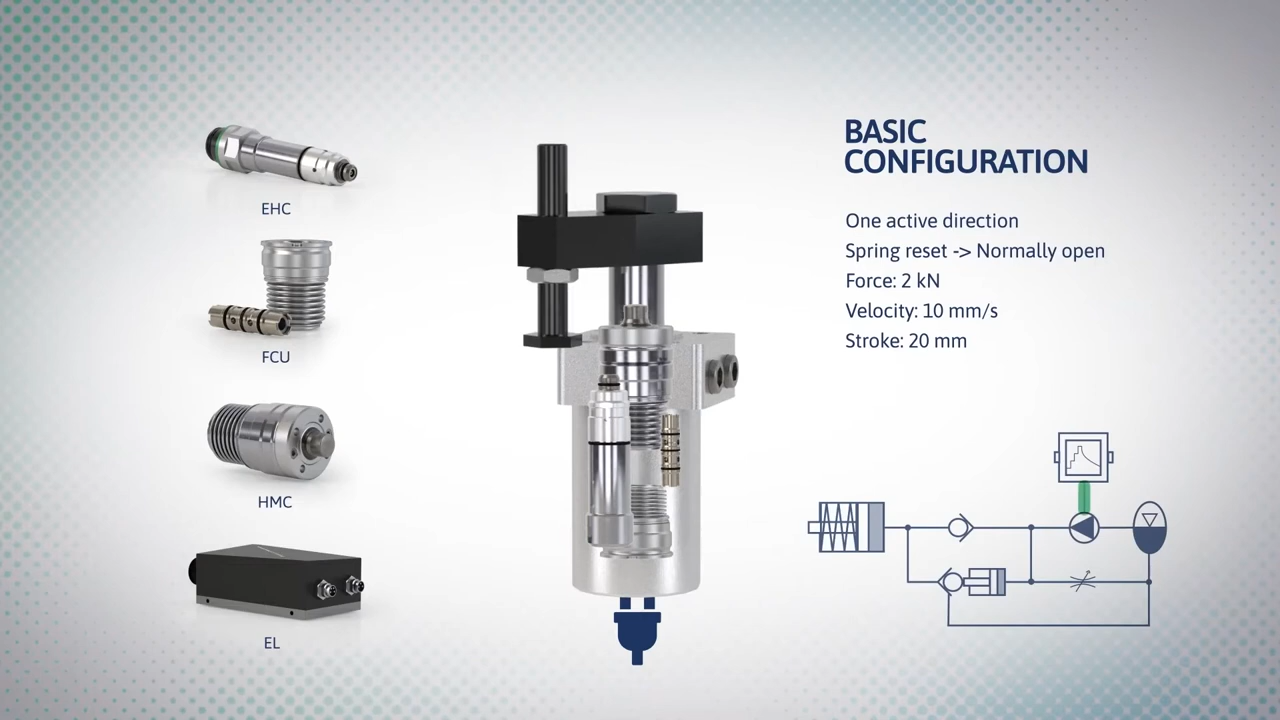 EHC
FCU
HMC
EL
BASIC
CONFIGURATION
One active direction
Spring reset -> Normally open
Force: 2 kN
Velocity: 10 mm/s
Stroke: 20 mm